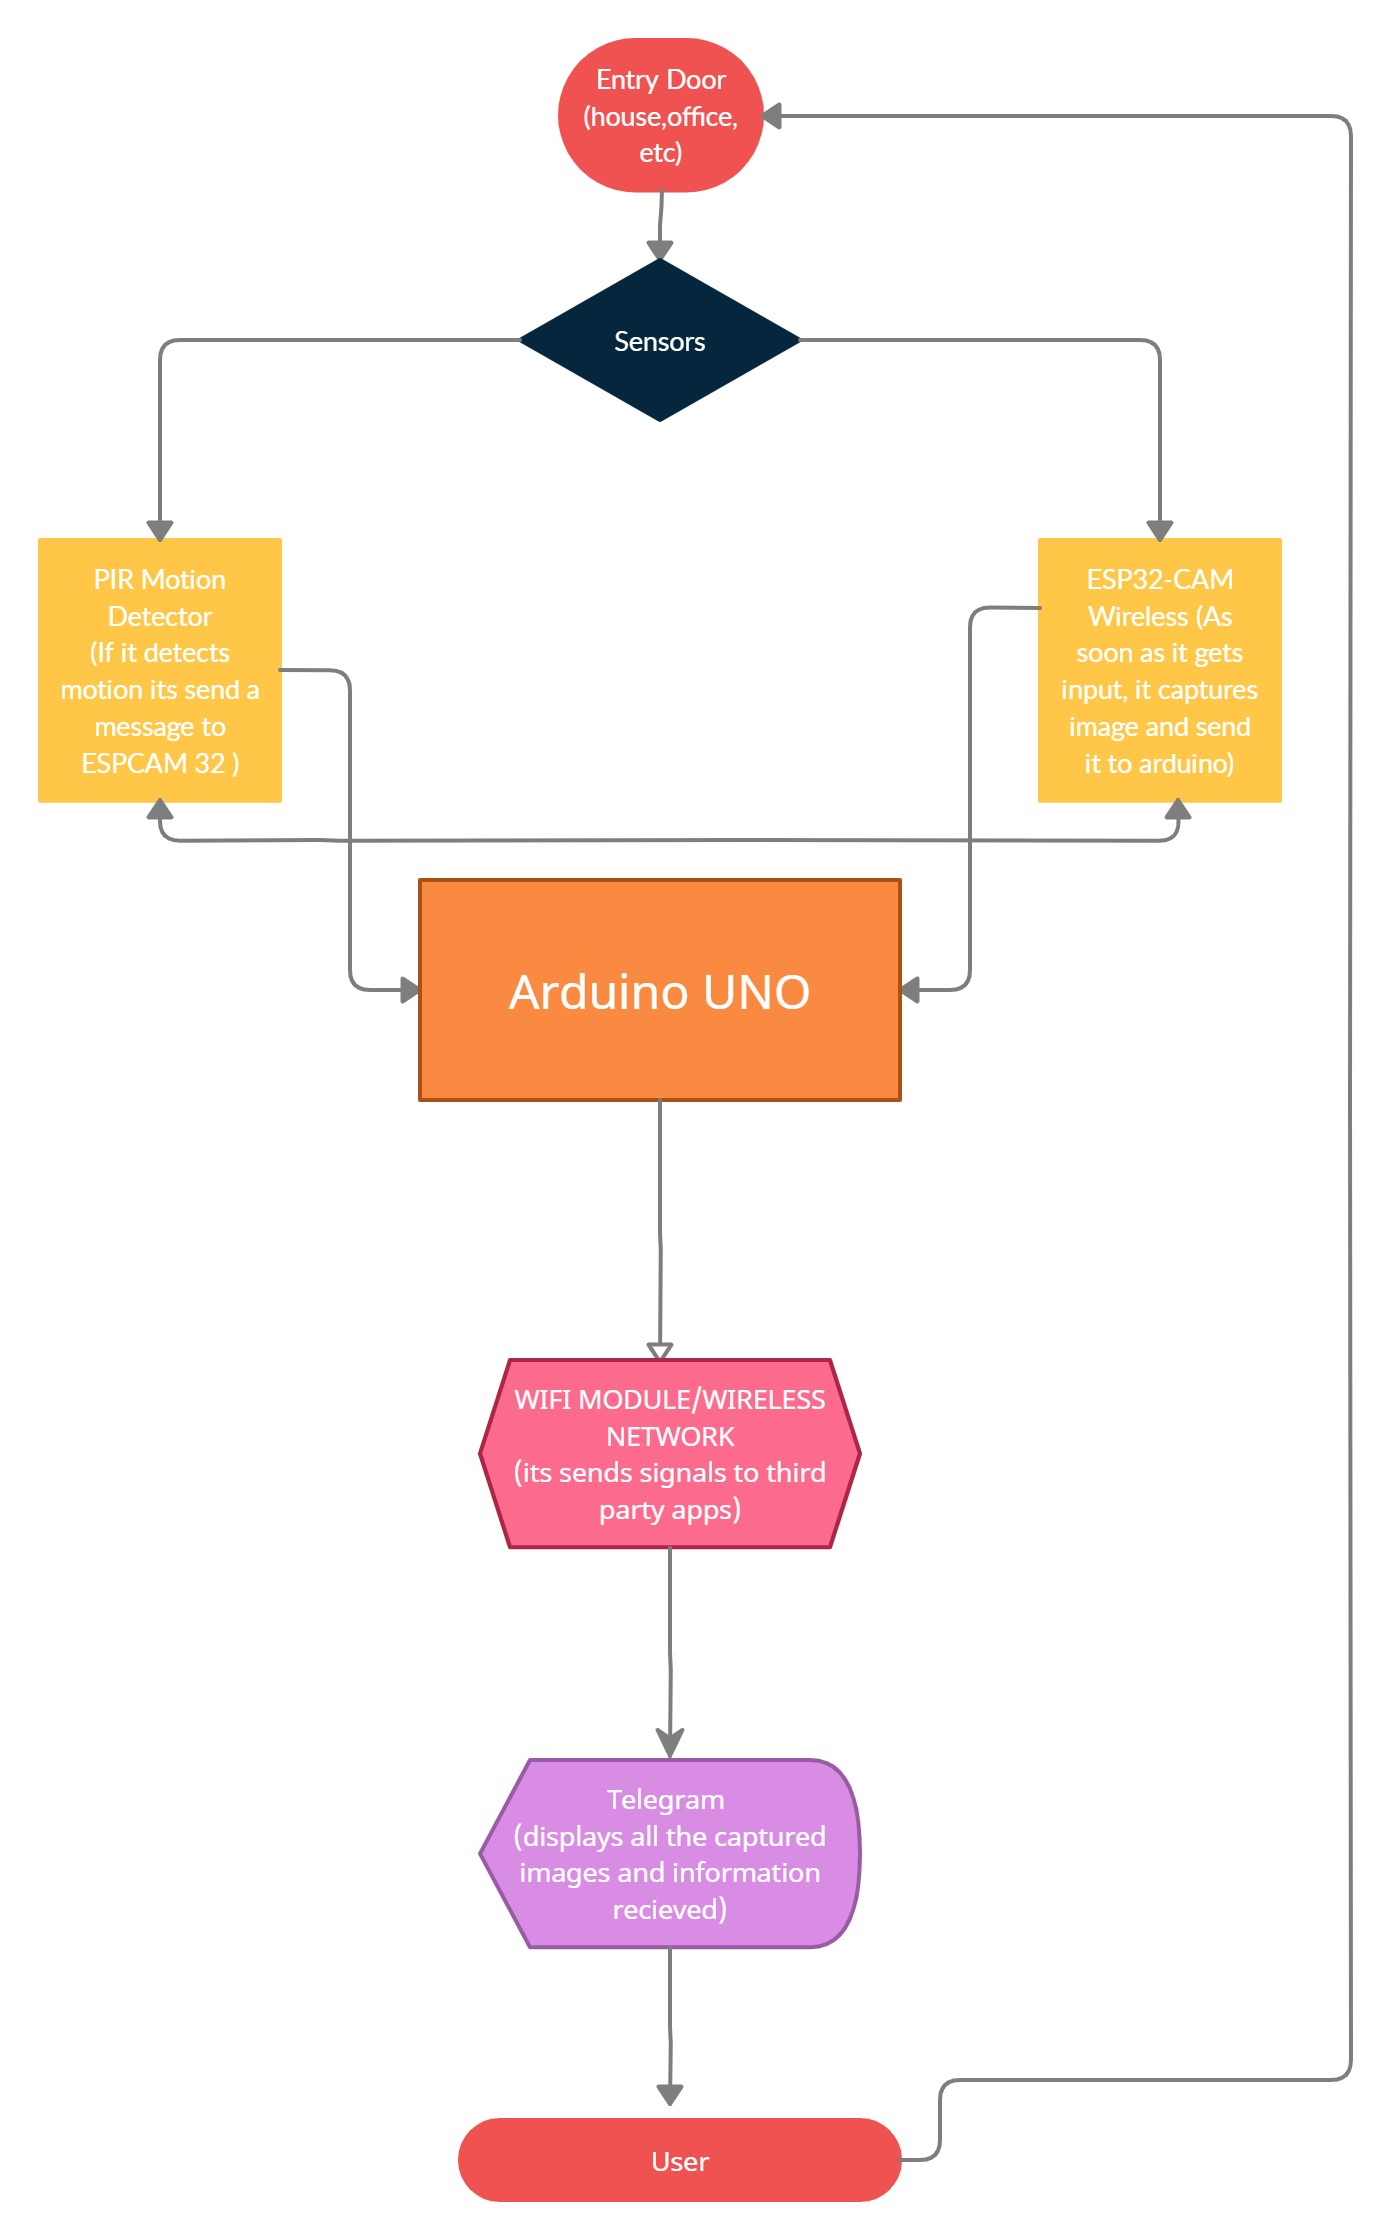 Entry Door
(house,office,
etc)
Sensors
PIR Motion
Detector
(If it detects
motion its send a
message to
ESPCAM 32 )
ESP32-CAM
Wireless (As
soon as it gets
input, it captures
image and send
it to arduino)
Arduino UNO
WIFI MODULE/WIRELESS
NETWORK
(its sends signals to third
party apps)
Telegram
(displays all the captured
images and information
recieved)
User